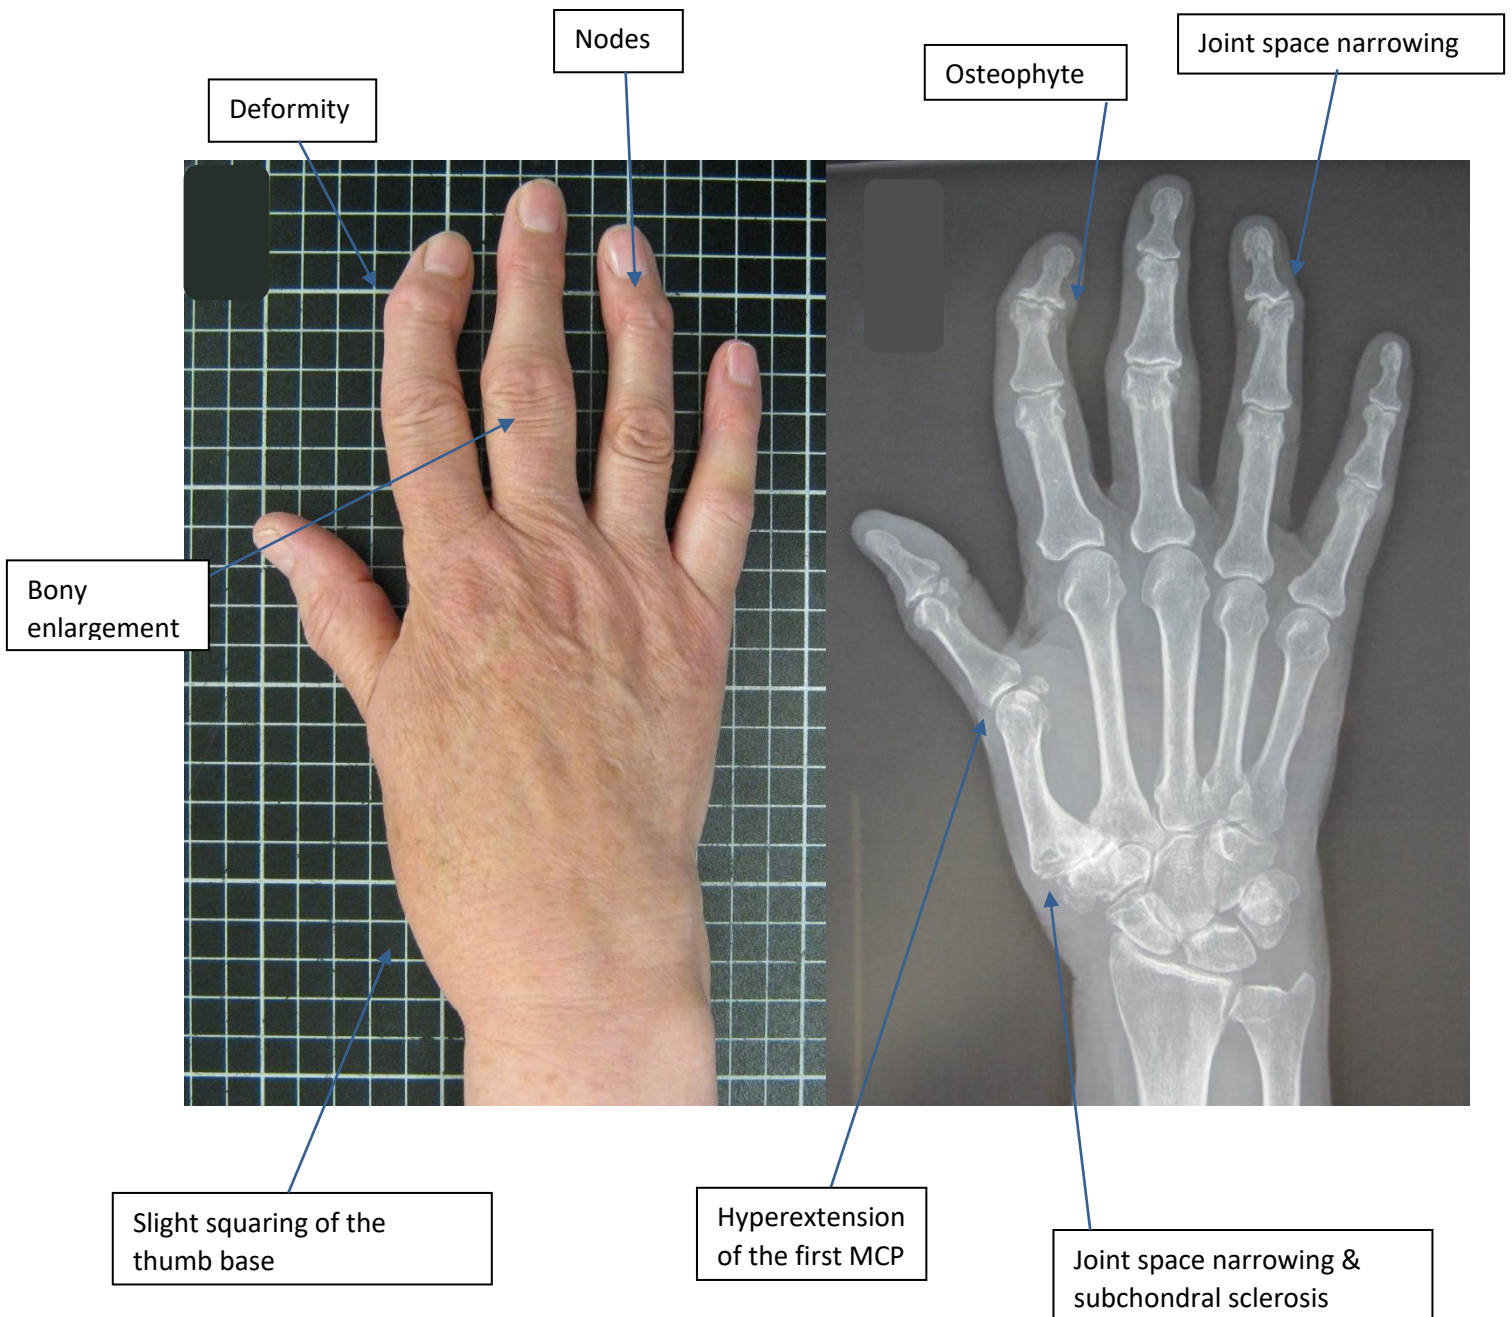 Nodes
Joint space narrowing
Osteophyte
Deformity
Bony
enlargement
Slight squaring of the
thumb base
Hyperextension
of the first MCP
Joint space narrowing &
subchondral sclerosis